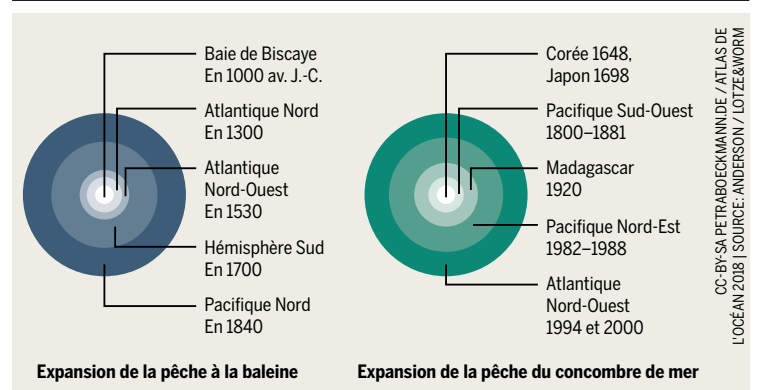 Baie de Biscaye
En 1000 av. J.-C.
Atlantique Nord
En 1300
Atlantique
Nord-Ouest
En 1530
Hémisphère Sud
En 1700
Pacifique Nord
En 1840
Expansion de la pêche à la baleine
Corée 1648,
Japon 1698
Pacifique Sud-Ouest
1800–1881
Madagascar
1920
Pacifique Nord-Est
1982–1988
Atlantique
Nord-Ouest
1994 et 2000
Expansion de la pêche du concombre de mer
CC-BY-SA PETRABOECKMANN.DE / ATLAS DE
L'OCÉAN 2018 | SOURCE: ANDERSON / LOTZE&WORM